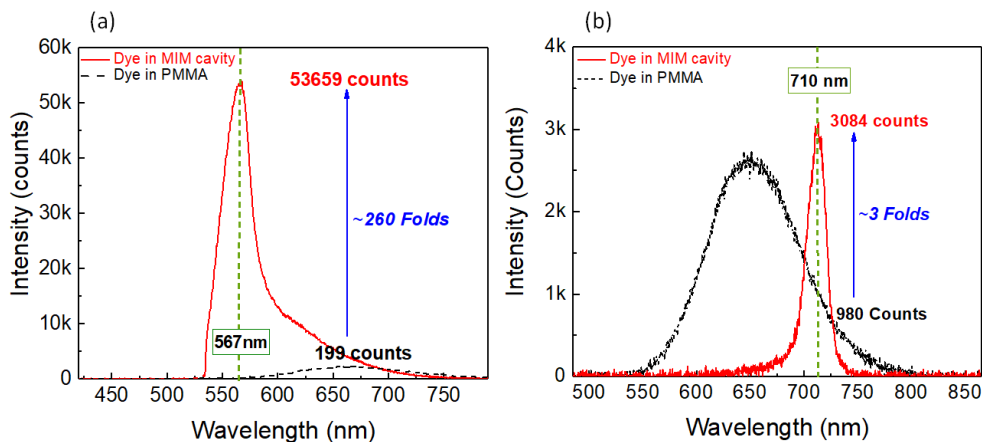 (a)
Dye in MIM cavity
Dye in PMMA
53659 counts
~260 Folds
567nm
199 counts
Intensity (counts)
60k
50k
40k
30k
20k
10k
0
450 500 550 600 650 700 750
Wavelength (nm)
(b)
Dye in MIM cavity
Dye in PMMA
710 nm
3084 counts
~3 Folds
980 Counts
Intensity (Counts)
4k
3k
2k
1k
0
500 550 600 650 700 750 800 850
Wavelength (nm)